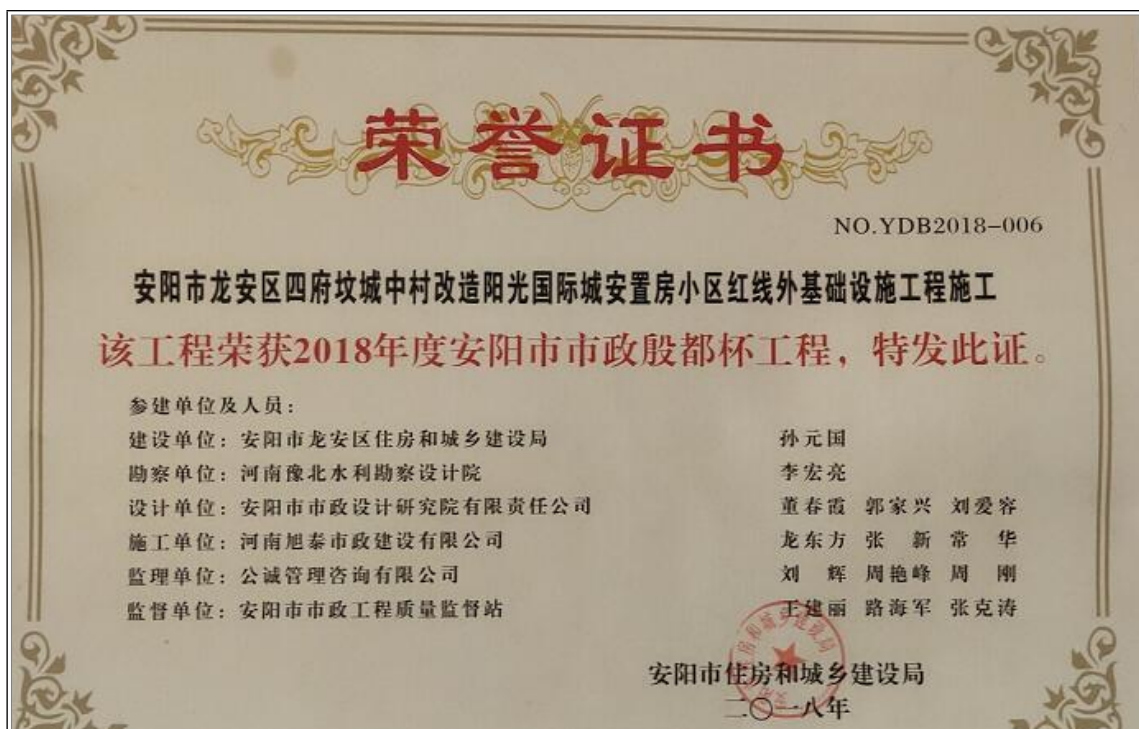 荣誉证书
NO.YDB2018-006
安阳市龙安区四府坟城中村改造阳光国际城安置房小区红线外基础设施工程施工
该工程荣获2018年度安阳市市政殷都杯工程，特发此证。
参建单位及人员：
建设单位：安阳市龙安区住房和城乡建设局 孙元国
勘察单位：河南豫北水利勘察设计院 李宏亮
设计单位：安阳市市政设计研究院有限责任公司 董春霞 郭家兴 刘爱容
施工单位：河南旭泰市政建设有限公司 龙东方 张 新 常 华
监理单位：公诚管理咨询有限公司 刘 辉 周艳峰 周 刚
监督单位：安阳市市政工程质量监督站 王建丽 路海军 张克涛
安阳市住房和城乡建设局
二〇一八年